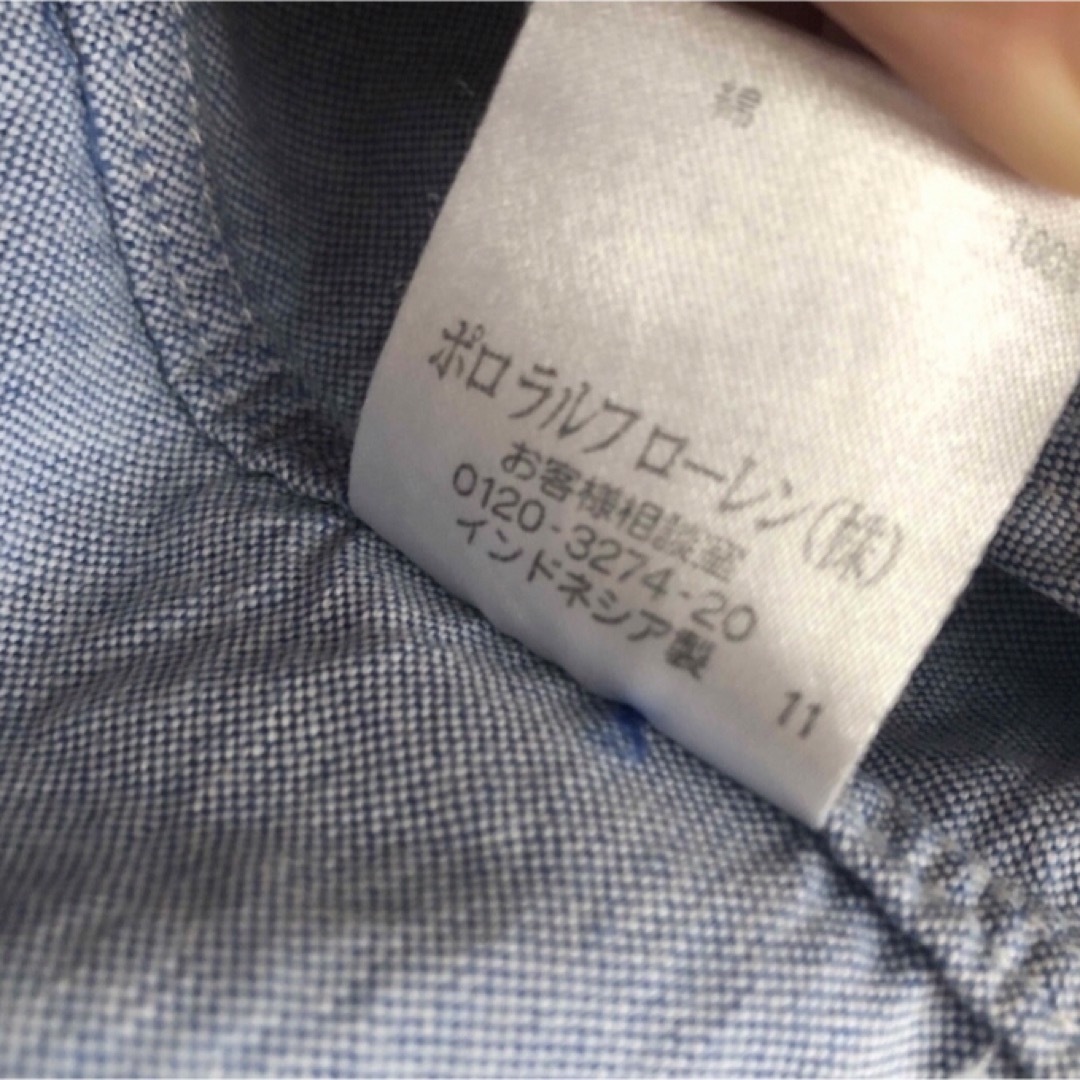 綿
100%
ポロ ラルフ ローレン(株)
お客様相談室
0120-3274-20
インドネシア製
11